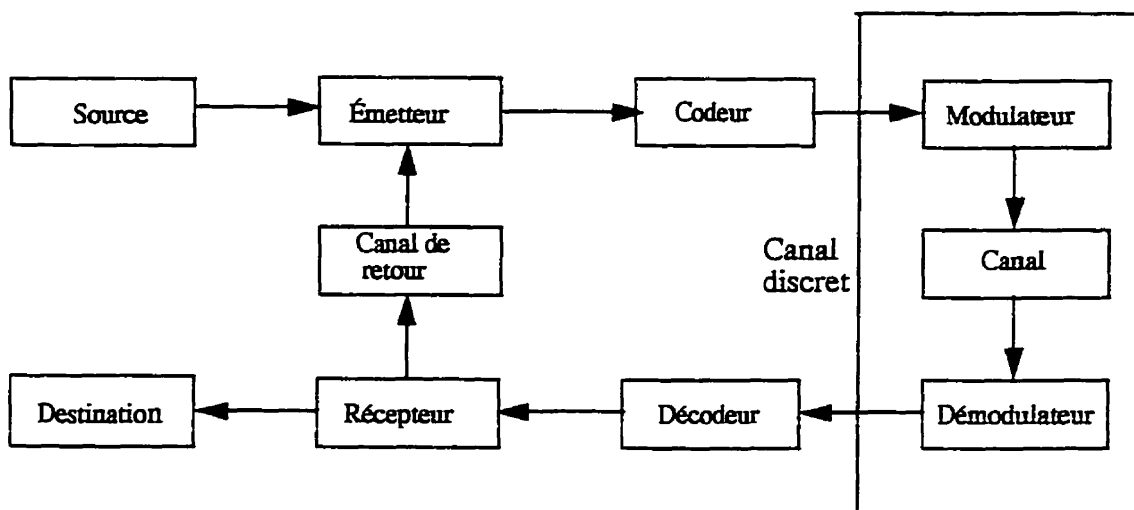 Source
Émetteur
Codeur
Modulateur
Canal de
retour
Canal
discret
Canal
Destination
Récepteur
Décodeur
Démodulateur